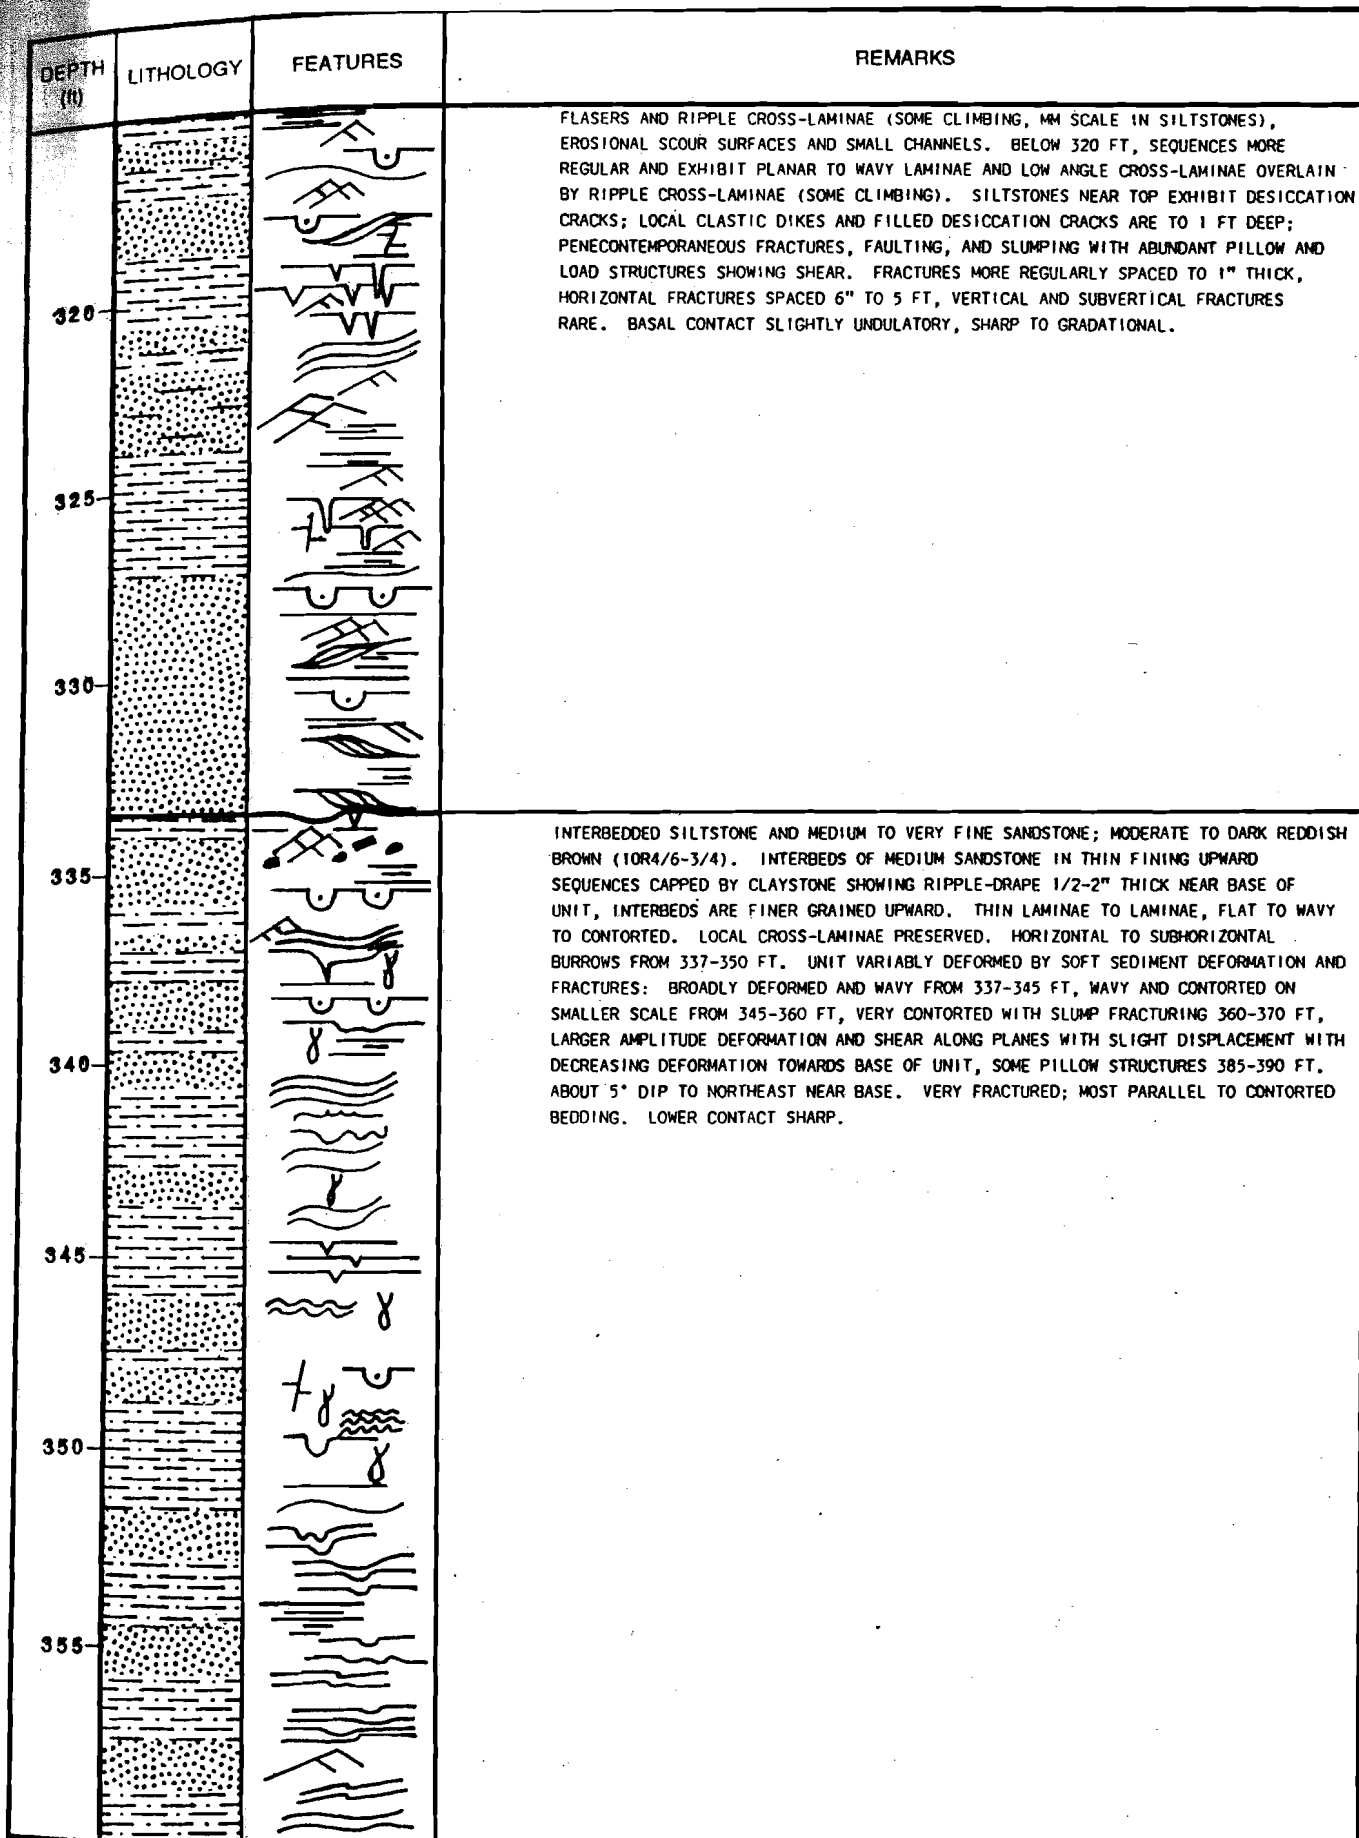 DEPTH (ft) LITHOLOGY FEATURES REMARKS
FLASERS AND RIPPLE CROSS-LAMINAE (SOME CLIMBING, MM SCALE IN SILTSTONES),
EROSIONAL SCOUR SURFACES AND SMALL CHANNELS. BELOW 320 FT, SEQUENCES MORE
REGULAR AND EXHIBIT PLANAR TO WAVY LAMINAE AND LOW ANGLE CROSS-LAMINAE OVERLAIN
BY RIPPLE CROSS-LAMINAE (SOME CLIMBING). SILTSTONES NEAR TOP EXHIBIT DESICCATION
CRACKS; LOCAL CLASTIC DIKES AND FILLED DESICCATION CRACKS ARE TO 1 FT DEEP;
PENECONTEMPORANEOUS FRACTURES, FAULTING, AND SLUMPING WITH ABUNDANT PILLOW AND
LOAD STRUCTURES SHOWING SHEAR. FRACTURES MORE REGULARLY SPACED TO 1" THICK,
HORIZONTAL FRACTURES SPACED 6" TO 5 FT, VERTICAL AND SUBVERTICAL FRACTURES
RARE. BASAL CONTACT SLIGHTLY UNDULATORY, SHARP TO GRADATIONAL.
320
325
330
INTERBEDDED SILTSTONE AND MEDIUM TO VERY FINE SANDSTONE; MODERATE TO DARK REDDISH
BROWN (10R4/6-3/4). INTERBEDS OF MEDIUM SANDSTONE IN THIN FINING UPWARD
SEQUENCES CAPPED BY CLAYSTONE SHOWING RIPPLE-DRAPE 1/2-2" THICK NEAR BASE OF
UNIT, INTERBEDS ARE FINER GRAINED UPWARD. THIN LAMINAE TO LAMINAE, FLAT TO WAVY
TO CONTORTED. LOCAL CROSS-LAMINAE PRESERVED. HORIZONTAL TO SUBHORIZONTAL
BURROWS FROM 337-350 FT. UNIT VARIABLY DEFORMED BY SOFT SEDIMENT DEFORMATION AND
FRACTURES: BROADLY DEFORMED AND WAVY FROM 337-345 FT, WAVY AND CONTORTED ON
SMALLER SCALE FROM 345-360 FT, VERY CONTORTED WITH SLUMP FRACTURING 360-370 FT,
LARGER AMPLITUDE DEFORMATION AND SHEAR ALONG PLANES WITH SLIGHT DISPLACEMENT WITH
DECREASING DEFORMATION TOWARDS BASE OF UNIT, SOME PILLOW STRUCTURES 385-390 FT.
ABOUT 5° DIP TO NORTHEAST NEAR BASE. VERY FRACTURED; MOST PARALLEL TO CONTORTED
BEDDING. LOWER CONTACT SHARP.
335
340
345
350
355